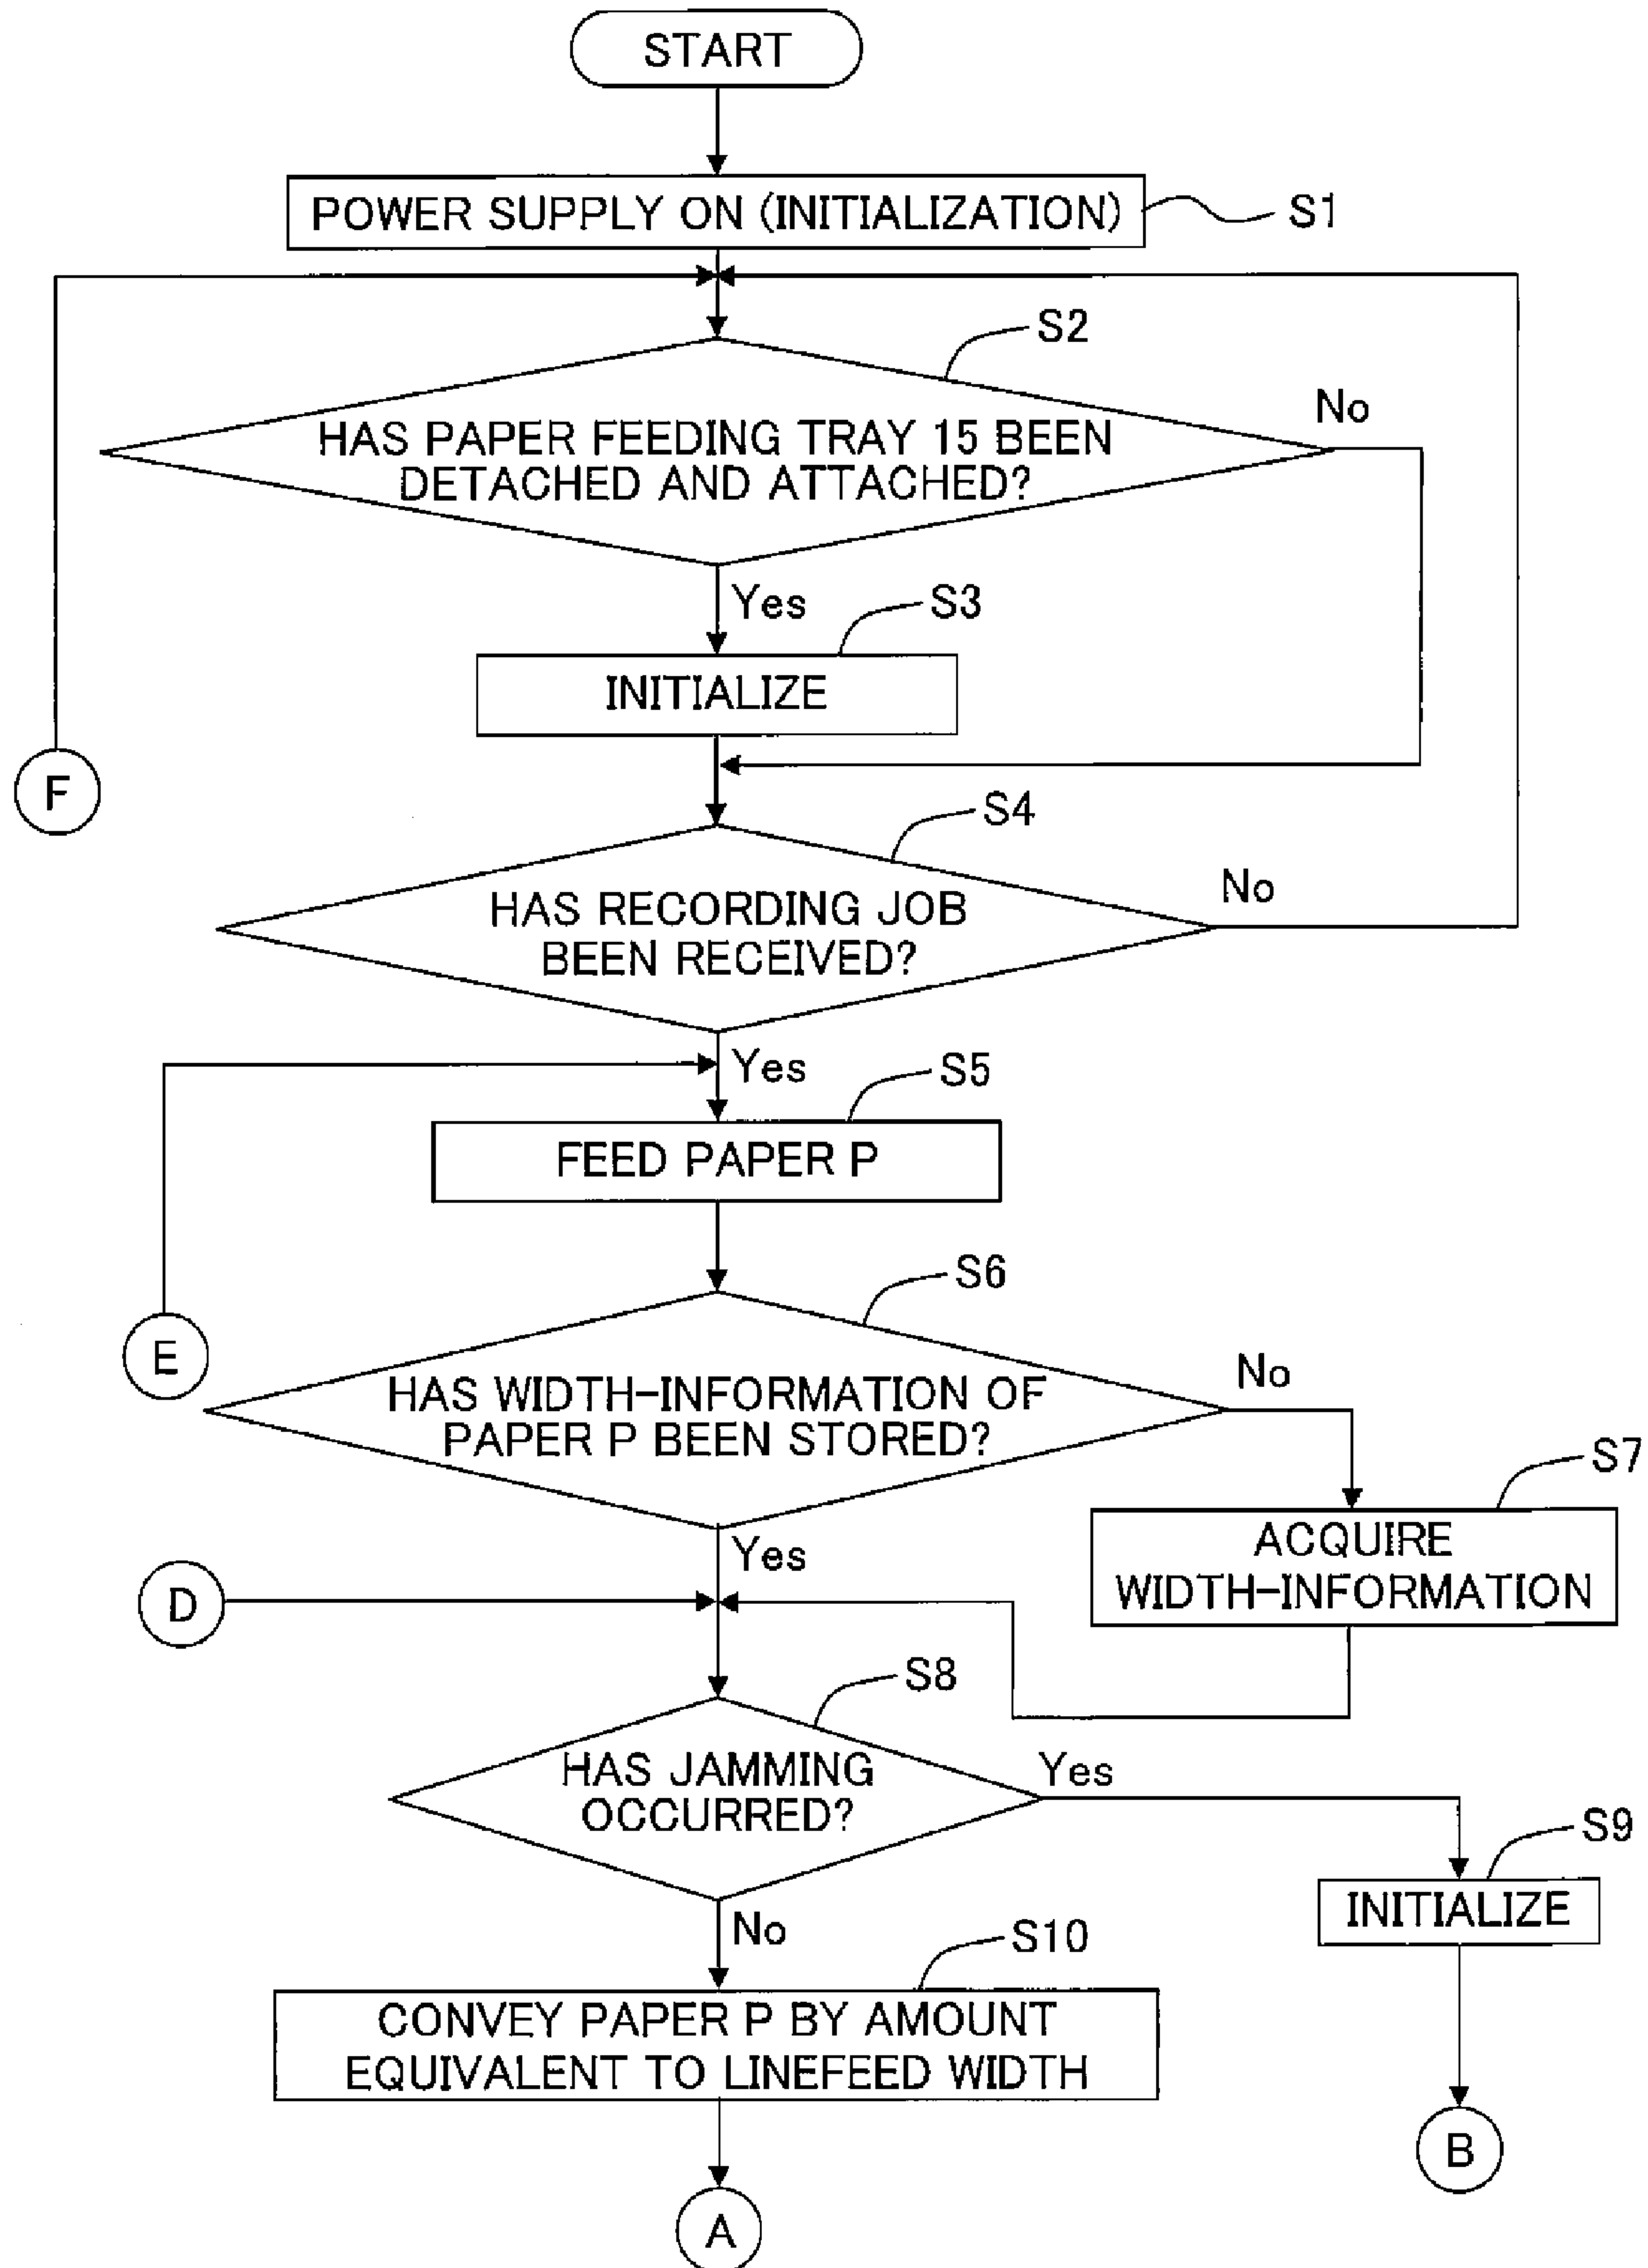 START
POWER SUPPLY ON (INITIALIZATION)
S1
S2
HAS PAPER FEEDING TRAY 15 BEEN
DETACHED AND ATTACHED?
No
Yes
S3
INITIALIZE
F
S4
HAS RECORDING JOB
BEEN RECEIVED?
No
Yes
S5
FEED PAPER P
S6
E
HAS WIDTH-INFORMATION OF
PAPER P BEEN STORED?
No
S7
ACQUIRE
WIDTH-INFORMATION
Yes
D
S8
HAS JAMMING
OCCURRED?
Yes
S9
INITIALIZE
No
S10
CONVEY PAPER P BY AMOUNT
EQUIVALENT TO LINEFEED WIDTH
B
A